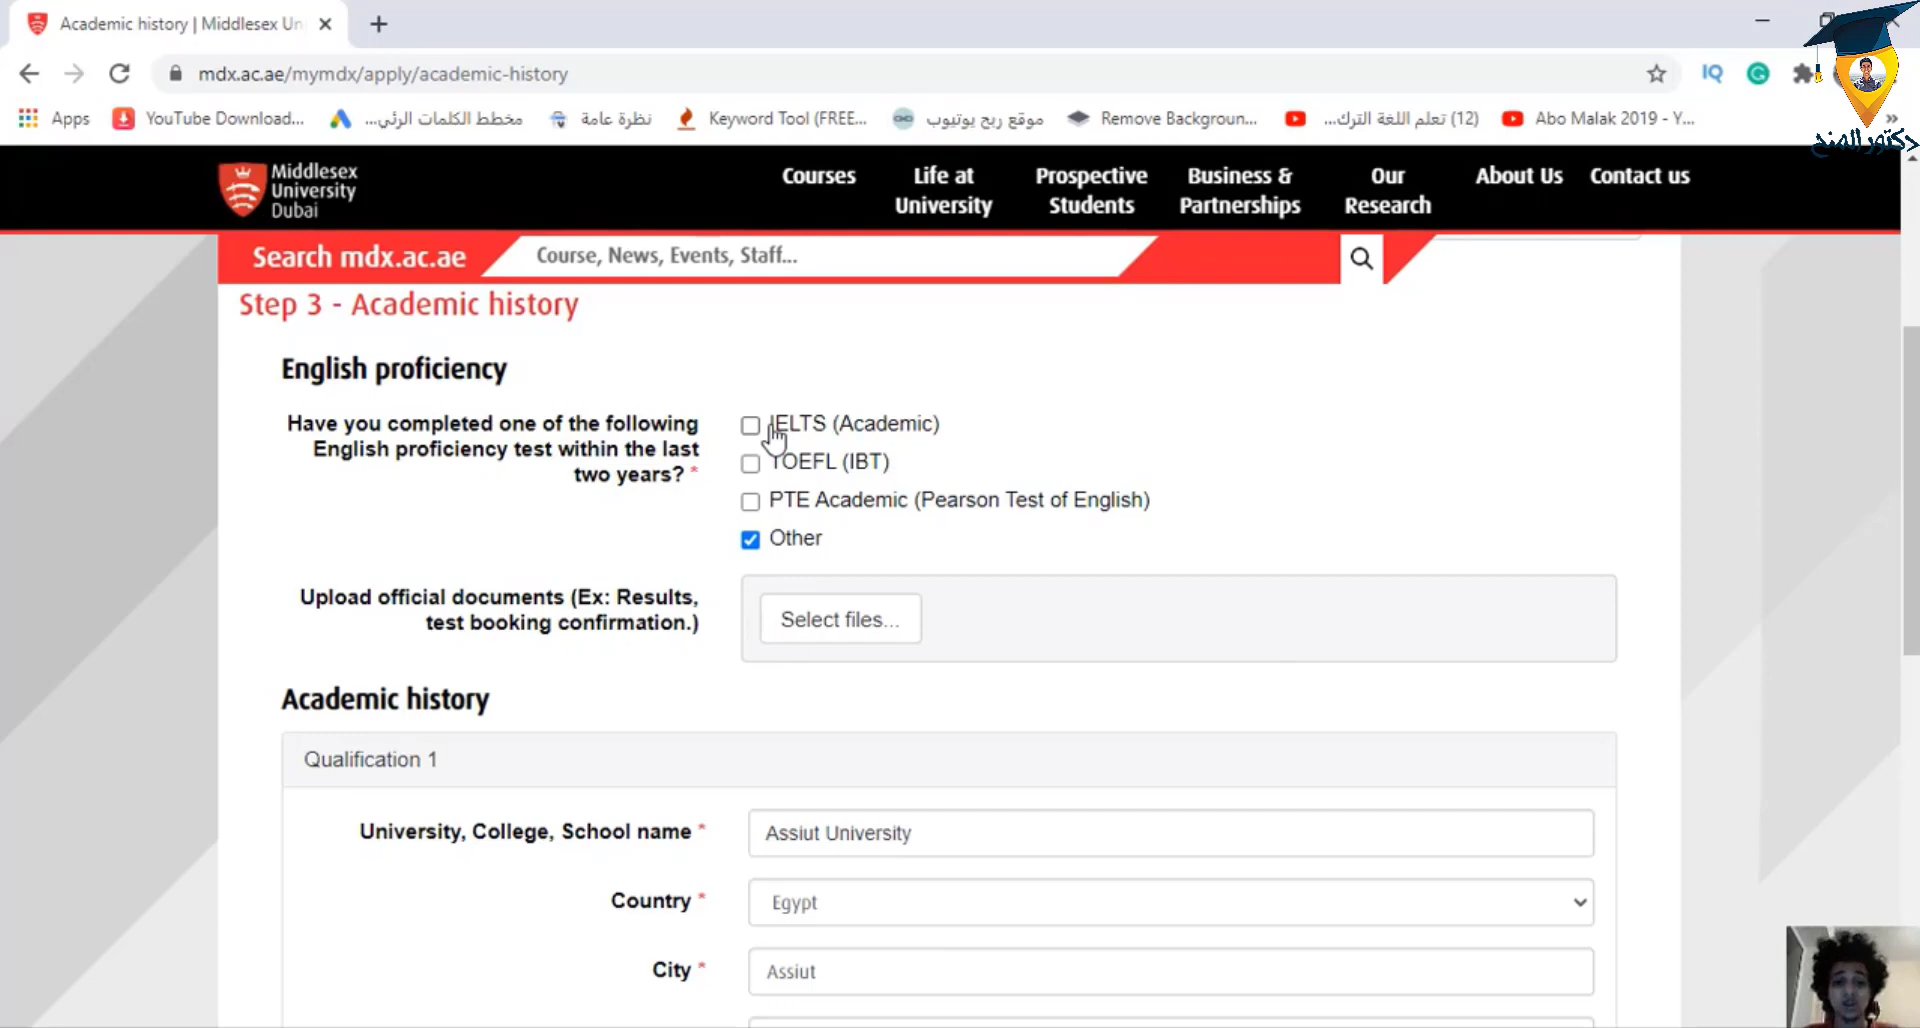 Academic history | Middlesex Un
mdx.ac.ae/mymdx/apply/academic-history
IQ
Apps
YouTube Download...
مخطط الكلمات الرئي...
نظرة عامة
Keyword Tool (FREE...
موقع ربح يوتيوب
Remove Backgroun...
(12) تعلم اللغة الترك...
Abo Malak 2019 - Y...
دكتور المنح
Middlesex
University
Dubai
Courses
Life at
University
Prospective
Students
Business &
Partnerships
Our
Research
About Us
Contact us
Search mdx.ac.ae
Course, News, Events, Staff...
Step 3 - Academic history
English proficiency
Have you completed one of the following
English proficiency test within the last
two years? *
IELTS (Academic)
TOEFL (IBT)
PTE Academic (Pearson Test of English)
Other
Upload official documents (Ex: Results,
test booking confirmation.)
Select files...
Academic history
Qualification 1
University, College, School name *
Assiut University
Country *
Egypt
City *
Assiut